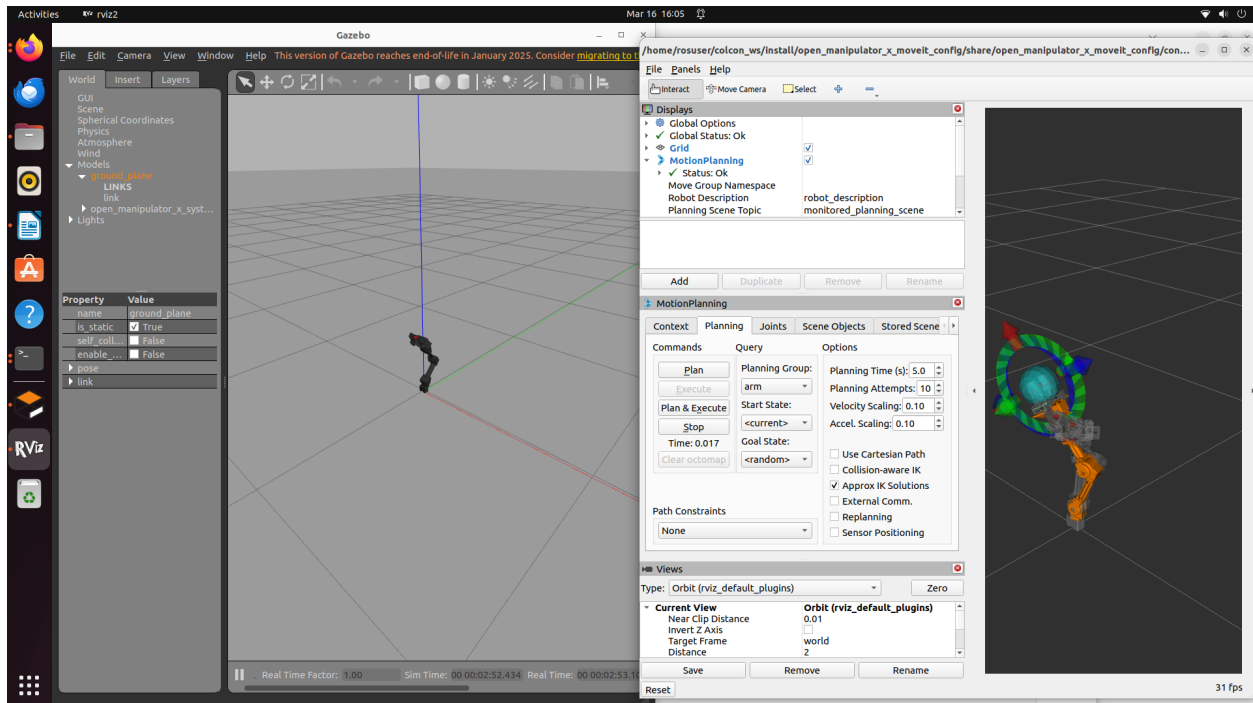 Activities
rviz2
Mar 16 16:05
Gazebo
File Edit Camera View Window Help This version of Gazebo reaches end-of-life in January 2025. Consider migrating to t
World Insert Layers
GUI
Scene
Spherical Coordinates
Physics
Atmosphere
Wind
Models
ground_plane
LINKS
link
open_manipulator_x_syst...
Lights
Property Value
name ground_plane
is_static True
self_coll... False
enable_... False
pose
link
Real Time Factor: 1.00 Sim Time: 00 00:02:52.434 Real Time: 00 00:02:53.10
/home/rosuser/colcon_ws/install/open_manipulator_x_moveit_config/share/open_manipulator_x_moveit_config/con...
File Panels Help
Interact Move Camera Select
Displays
Global Options
Global Status: Ok
Grid
MotionPlanning
Status: Ok
Move Group Namespace
Robot Description robot_description
Planning Scene Topic monitored_planning_scene
Add Duplicate Remove Rename
MotionPlanning
Context Planning Joints Scene Objects Stored Scene
Commands Query Options
Plan Planning Group: Planning Time (s): 5.0
Execute arm Planning Attempts: 10
Plan & Execute Start State: Velocity Scaling: 0.10
Stop <current> Accel. Scaling: 0.10
Time: 0.017 Goal State:
Clear octomap <random> Use Cartesian Path
Collision-aware IK
Approx IK Solutions
External Comm.
Path Constraints Replanning
None Sensor Positioning
Views
Type: Orbit (rviz_default_plugins) Zero
Current View Orbit (rviz_default_plugins)
Near Clip Distance 0.01
Invert Z Axis
Target Frame world
Distance 2
Save Remove Rename
Reset 31 fps
RViz